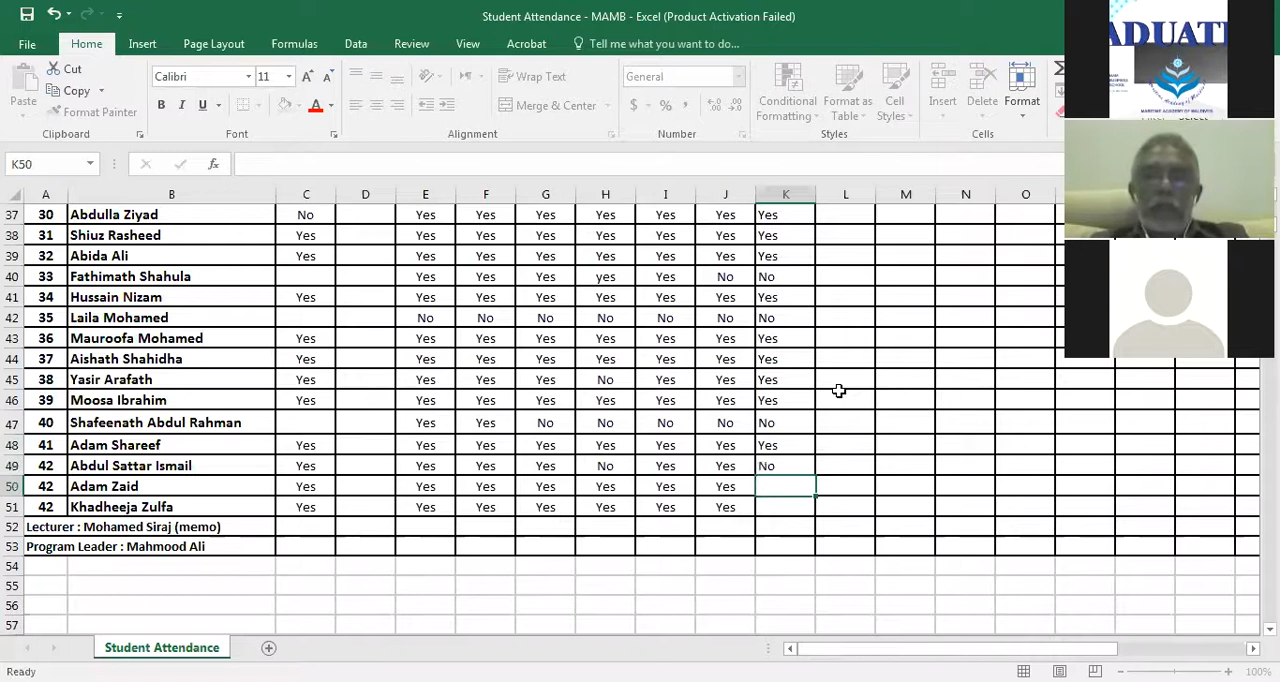 Student Attendance - MAMB - Excel (Product Activation Failed)
File Home Insert Page Layout Formulas Data Review View Acrobat Tell me what you want to do...
Cut
Copy
Format Painter
Paste
Calibri 11
B I U
Wrap Text
Merge & Center
General
$ % ,
Conditional Formatting
Format as Table
Cell Styles
Insert
Delete
Format
Clipboard Font Alignment Number Styles Cells
K50 fx
A B C D E F G H I J K L M N O
37 30 Abdulla Ziyad No Yes Yes Yes Yes Yes Yes Yes
38 31 Shiuz Rasheed Yes Yes Yes Yes Yes Yes Yes Yes
39 32 Abida Ali Yes Yes Yes Yes Yes Yes Yes Yes
40 33 Fathimath Shahula Yes Yes Yes yes Yes No No
41 34 Hussain Nizam Yes Yes Yes Yes Yes Yes Yes Yes
42 35 Laila Mohamed No No No No No No No
43 36 Mauroofa Mohamed Yes Yes Yes Yes Yes Yes Yes Yes
44 37 Aishath Shahidha Yes Yes Yes Yes Yes Yes Yes Yes
45 38 Yasir Arafath Yes Yes Yes Yes No Yes Yes Yes
46 39 Moosa Ibrahim Yes Yes Yes Yes Yes Yes Yes Yes
47 40 Shafeenath Abdul Rahman Yes Yes No No No No No
48 41 Adam Shareef Yes Yes Yes Yes Yes Yes Yes Yes
49 42 Abdul Sattar Ismail Yes Yes Yes Yes No Yes Yes No
50 42 Adam Zaid Yes Yes Yes Yes Yes Yes Yes
51 42 Khadheeja Zulfa Yes Yes Yes Yes Yes Yes Yes
52 Lecturer : Mohamed Siraj (memo)
53 Program Leader : Mahmood Ali
54
55
56
57
Student Attendance
Ready
100%
ADUATE
MARITIME ACADEMY OF MALDIVES